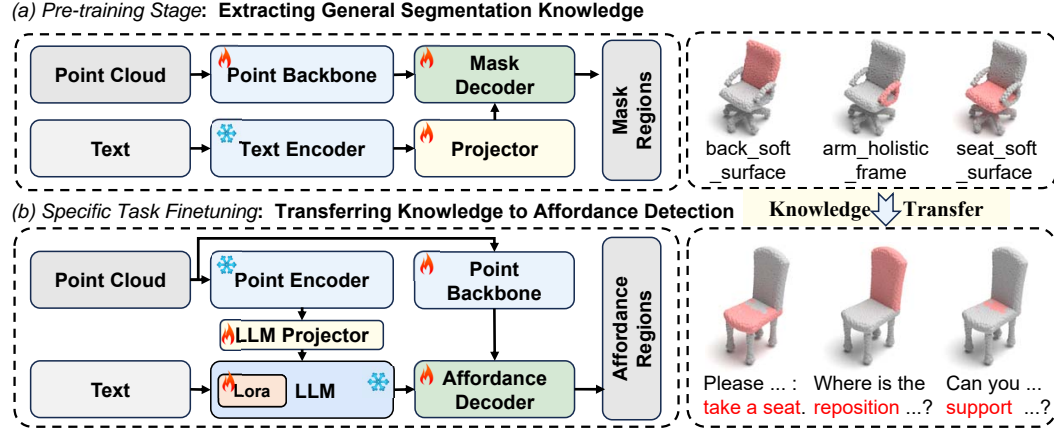 (a) Pre-training Stage: Extracting General Segmentation Knowledge
Point Cloud
Point Backbone
Mask
Decoder
Text
Text Encoder
Projector
Mask
Regions
back_soft
_surface
arm_holistic
_frame
seat_soft
_surface
(b) Specific Task Finetuning: Transferring Knowledge to Affordance Detection
Knowledge Transfer
Point Cloud
Point Encoder
Point
Backbone
LLM Projector
Text
Lora
LLM
Affordance
Decoder
Affordance
Regions
Please ... :
take a seat.
Where is the
reposition ...?
Can you ...
support ...?